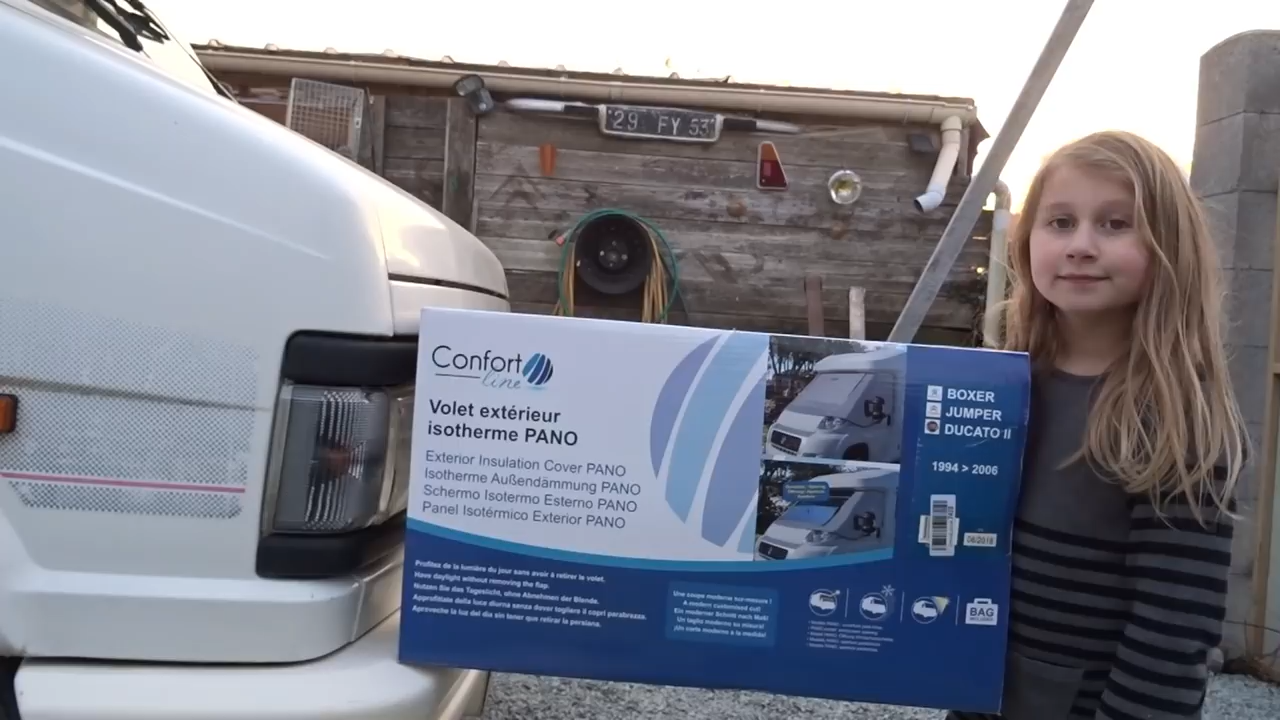 29 FY 53
Confort
line
Volet extérieur
isotherme PANO
Exterior Insulation Cover PANO
Isotherme Außendämmung PANO
Schermo Isotermo Esterno PANO
Panel Isotérmico Exterior PANO
BOXER
JUMPER
DUCATO II
1994 > 2006
06/2018
Profitez de la lumière du jour sans avoir à retirer le volet.
Have daylight without removing the flap.
Nutzen Sie das Tageslicht, ohne Abnehmen der Blende.
Approfittate della luce diurna senza dover togliere il copri parabrezza.
Aproveche la luz del día sin tener que retirar la persiana.
Une coupe moderne sur-mesure !
A modern customised cut!
Ein moderner Schnitt nach Maß!
Un taglio moderno su misura!
¡Un corte moderno a la medida!
BAG